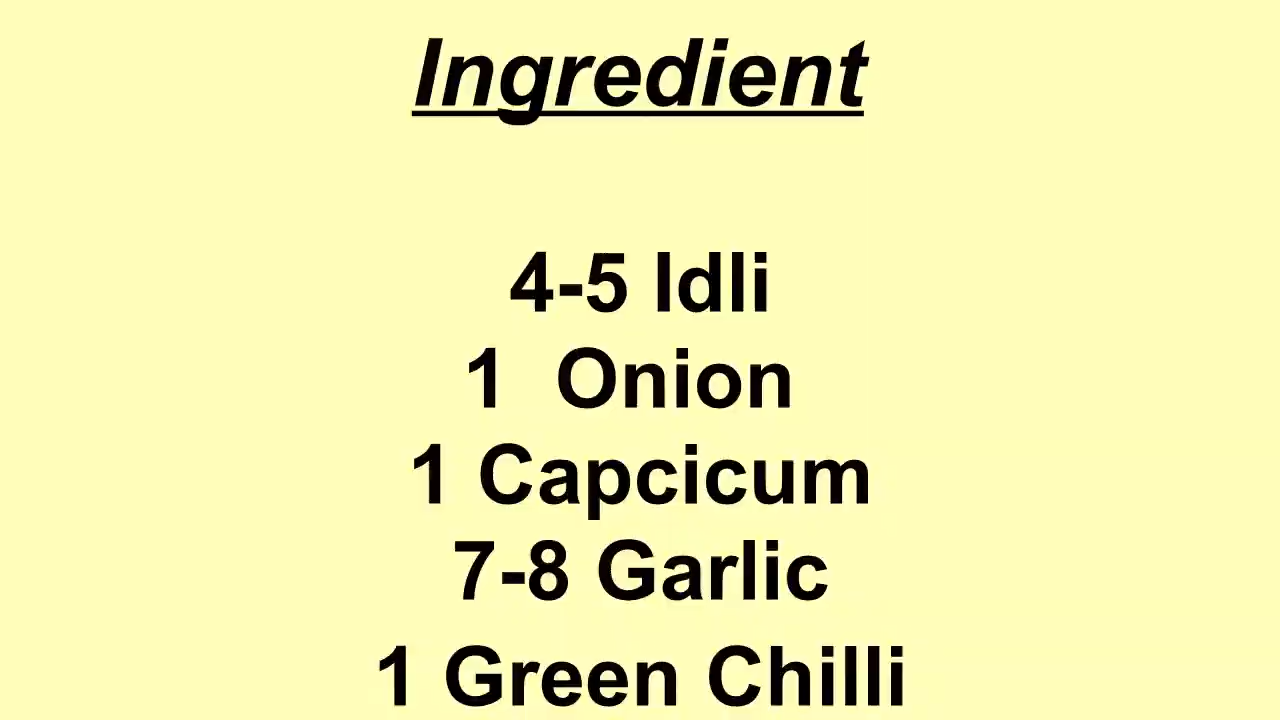 Ingredient
4-5 Idli
1 Onion
1 Capcicum
7-8 Garlic
1 Green Chilli